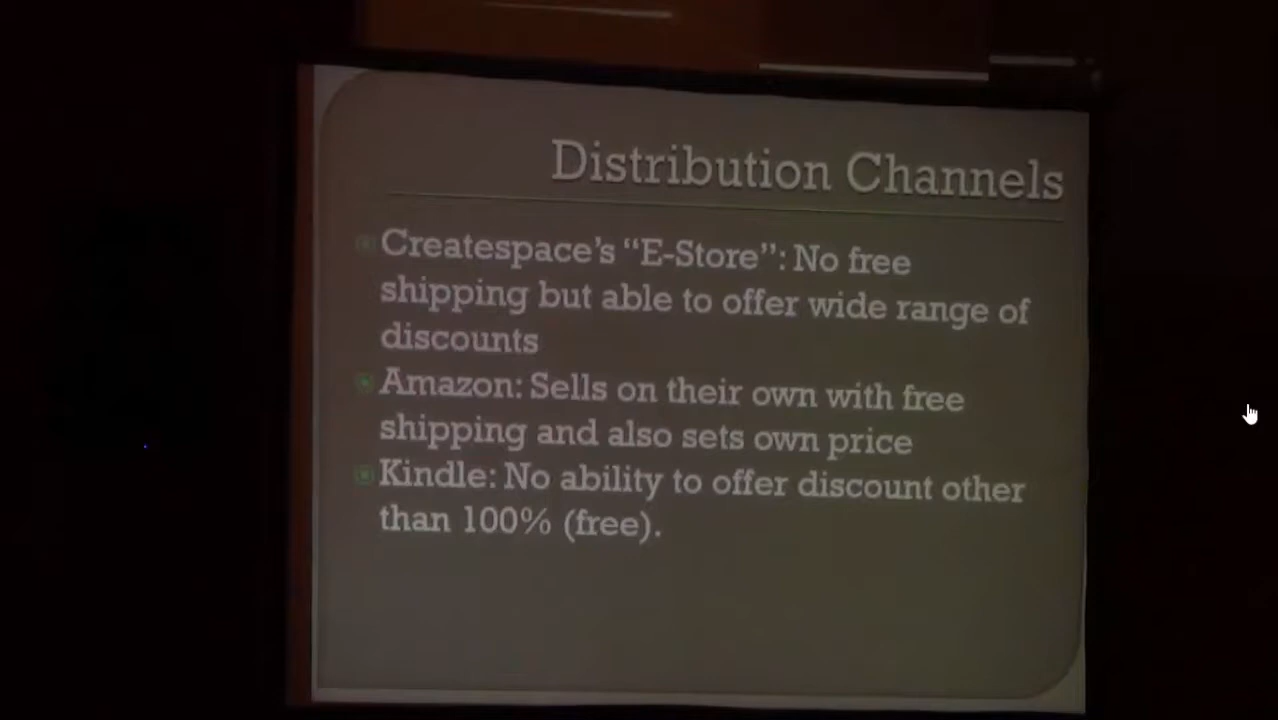 Distribution Channels
Createspace's “E-Store”: No free
shipping but able to offer wide range of
discounts
Amazon: Sells on their own with free
shipping and also sets own price
Kindle: No ability to offer discount other
than 100% (free).